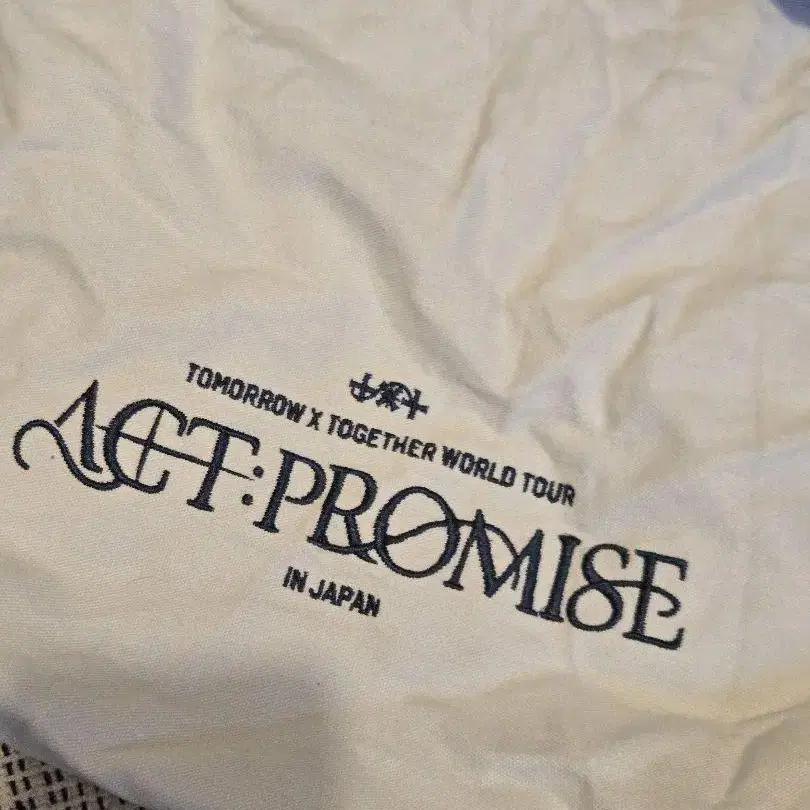 TOMORROW X TOGETHER WORLD TOUR
ACT:PROMISE
IN JAPAN